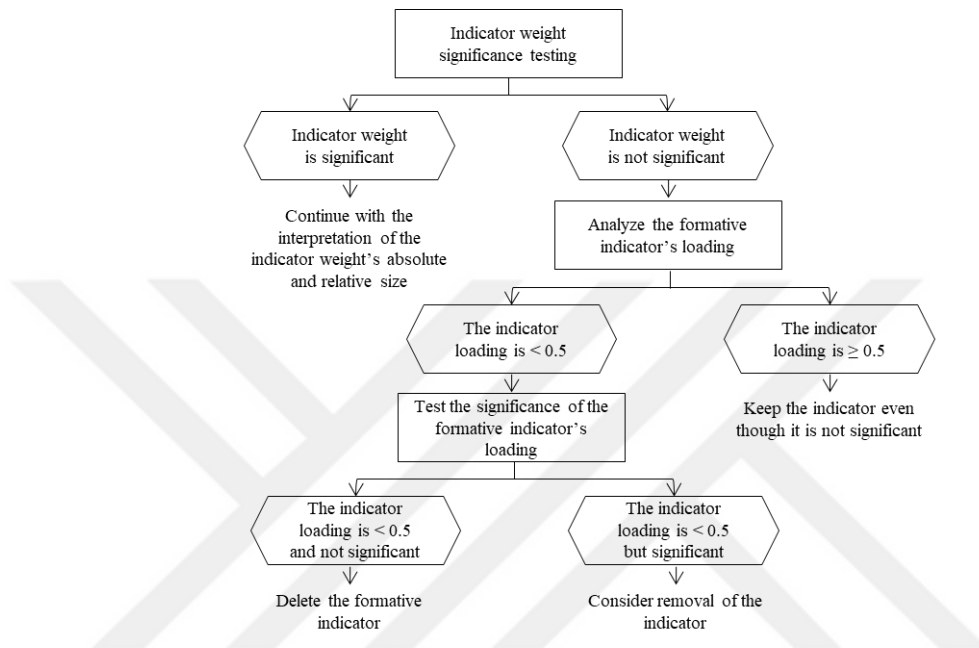 Indicator weight
significance testing
Indicator weight
is significant
Indicator weight
is not significant
Continue with the
interpretation of the
indicator weight's absolute
and relative size
Analyze the formative
indicator's loading
The indicator
loading is < 0.5
The indicator
loading is ≥ 0.5
Test the significance of the
formative indicator's
loading
Keep the indicator even
though it is not significant
The indicator
loading is < 0.5
and not significant
The indicator
loading is < 0.5
but significant
Delete the formative
indicator
Consider removal of the
indicator